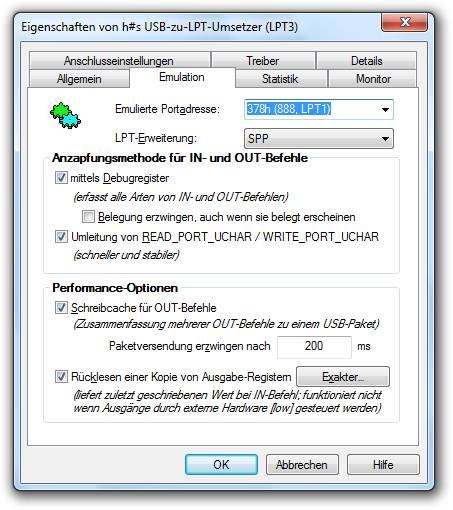 Eigenschaften von h#s USB-zu-LPT-Umsetzer (LPT3)
Anschlusseinstellungen Treiber Details
Allgemein Emulation Statistik Monitor
Emulierte Portadresse: 378h (888, LPT1)
LPT-Erweiterung: SPP
Anzapfungsmethode für IN- und OUT-Befehle
mittels Debugregister
(erfasst alle Arten von IN- und OUT-Befehlen)
Belegung erzwingen, auch wenn sie belegt erscheinen
Umleitung von READ_PORT_UCHAR / WRITE_PORT_UCHAR
(schneller und stabiler)
Performance-Optionen
Schreibcache für OUT-Befehle
(Zusammenfassung mehrerer OUT-Befehle zu einem USB-Paket)
Paketversendung erzwingen nach 200 ms
Rücklesen einer Kopie von Ausgabe-Registern Exakter...
(liefert zuletzt geschriebenen Wert bei IN-Befehl; funktioniert nicht
wenn Ausgänge durch externe Hardware [low] gesteuert werden)
OK Abbrechen Hilfe